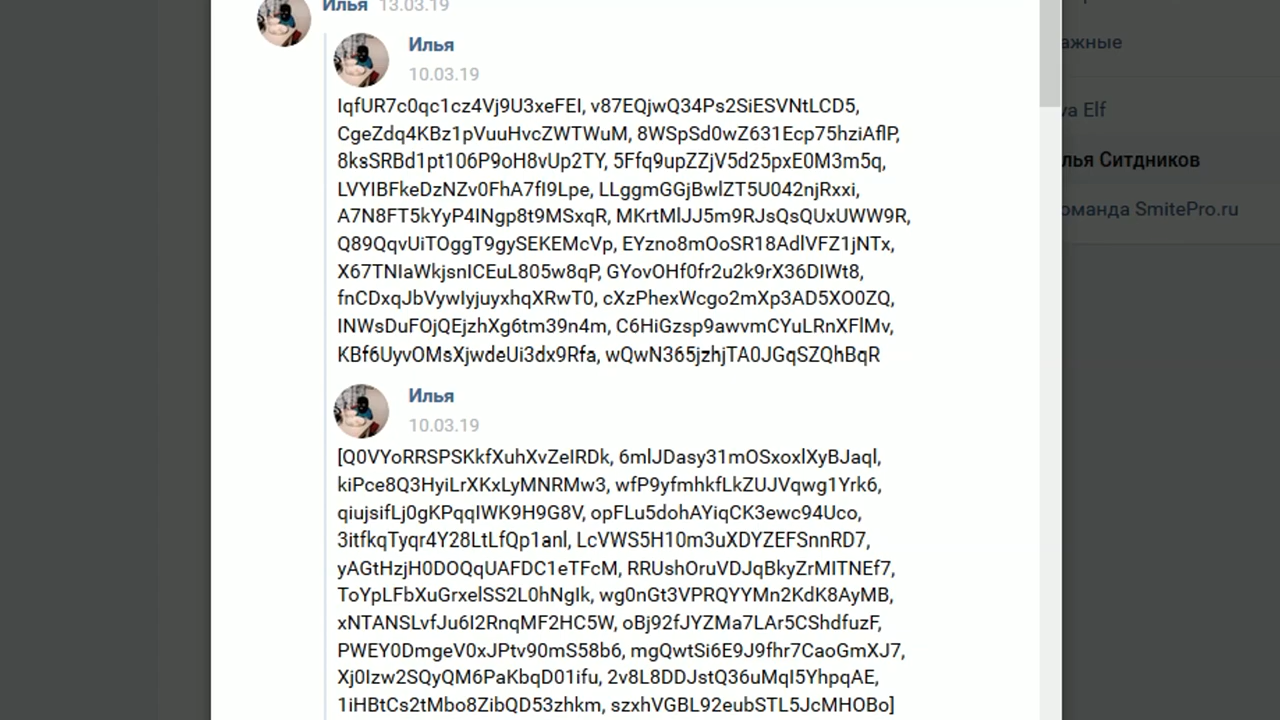 Илья 13.03.19
Илья
10.03.19
IqfUR7c0qc1cz4Vj9U3xeFEI, v87EQjwQ34Ps2SiESVNtLCD5,
CgeZdq4KBz1pVuuHvcZWTWuM, 8WSpSd0wZ631Ecp75hziAflP,
8ksSRBd1pt106P9oH8vUp2TY, 5Ffq9upZZjV5d25pxE0M3m5q,
LVYIBFkeDzNZv0FhA7fI9Lpe, LLggmGGjBwlZT5U042njRxxi,
A7N8FT5kYyP4INgp8t9MSxqR, MKrtMlJJ5m9RJsQsQUxUWW9R,
Q89QqvUiTOggT9gySEKEMcVp, EYzno8mOoSR18AdlVFZ1jNTx,
X67TNIaWkjsnICEuL805w8qP, GYovOHf0fr2u2k9rX36DIWt8,
fnCDxqJbVywIyjuyxhqXRwT0, cXzPhexWcgo2mXp3AD5XO0ZQ,
INWsDuFOjQEjzhXg6tm39n4m, C6HiGzsp9awvmCYuLRnXFlMv,
KBf6UyvOMsXjwdeUi3dx9Rfa, wQwN365jzhjTA0JGqSZQhBqR
Илья
10.03.19
[Q0VYoRRSPSKkfXuhXvZeIRDk, 6mlJDasy31mOSxoxlXyBJaql,
kiPce8Q3HyiLrXKxLyMNRMw3, wfP9yfmhkfLkZUJVqwg1Yrk6,
qiujsifLj0gKPqqIWK9H9G8V, opFLu5dohAYiqCK3ewc94Uco,
3itfkqTyqr4Y28LtLfQp1anl, LcVWS5H10m3uXDYZEFSnnRD7,
yAGtHzjH0DOQqUAFDC1eTFcM, RRUshOruVDJqBkyZrMITNEf7,
ToYpLFbXuGrxelSS2L0hNgIk, wg0nGt3VPRQYYMn2KdK8AyMB,
xNTANSLvfJu6I2RnqMF2HC5W, oBj92fJYZMa7LAr5CShdfuzF,
PWEY0DmgeV0xJPtv90mS58b6, mgQwtSi6E9J9fhr7CaoGmXJ7,
Xj0Izw2SQyQM6PaKbqD01ifu, 2v8L8DDJstQ36uMqI5YhpqAE,
1iHBtCs2tMbo8ZibQD53zhkm, szxhVGBL92eubSTL5JcMHOBo]
ажные
va Elf
лья Ситдников
оманда SmitePro.ru